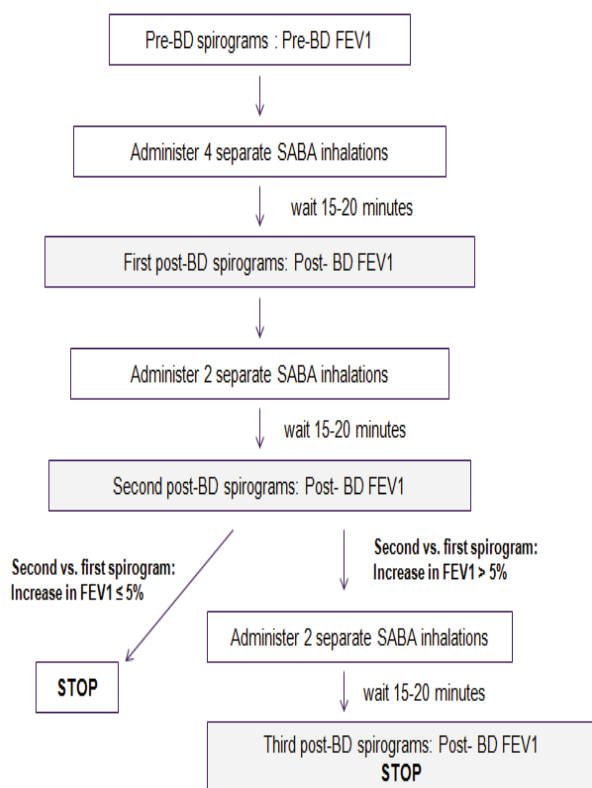 Pre-BD spirograms : Pre-BD FEV1
Administer 4 separate SABA inhalations
wait 15-20 minutes
First post-BD spirograms: Post- BD FEV1
Administer 2 separate SABA inhalations
wait 15-20 minutes
Second post-BD spirograms: Post- BD FEV1
Second vs. first spirogram:
Increase in FEV1 ≤ 5%
Second vs. first spirogram:
Increase in FEV1 > 5%
Administer 2 separate SABA inhalations
STOP
wait 15-20 minutes
Third post-BD spirograms: Post- BD FEV1
STOP